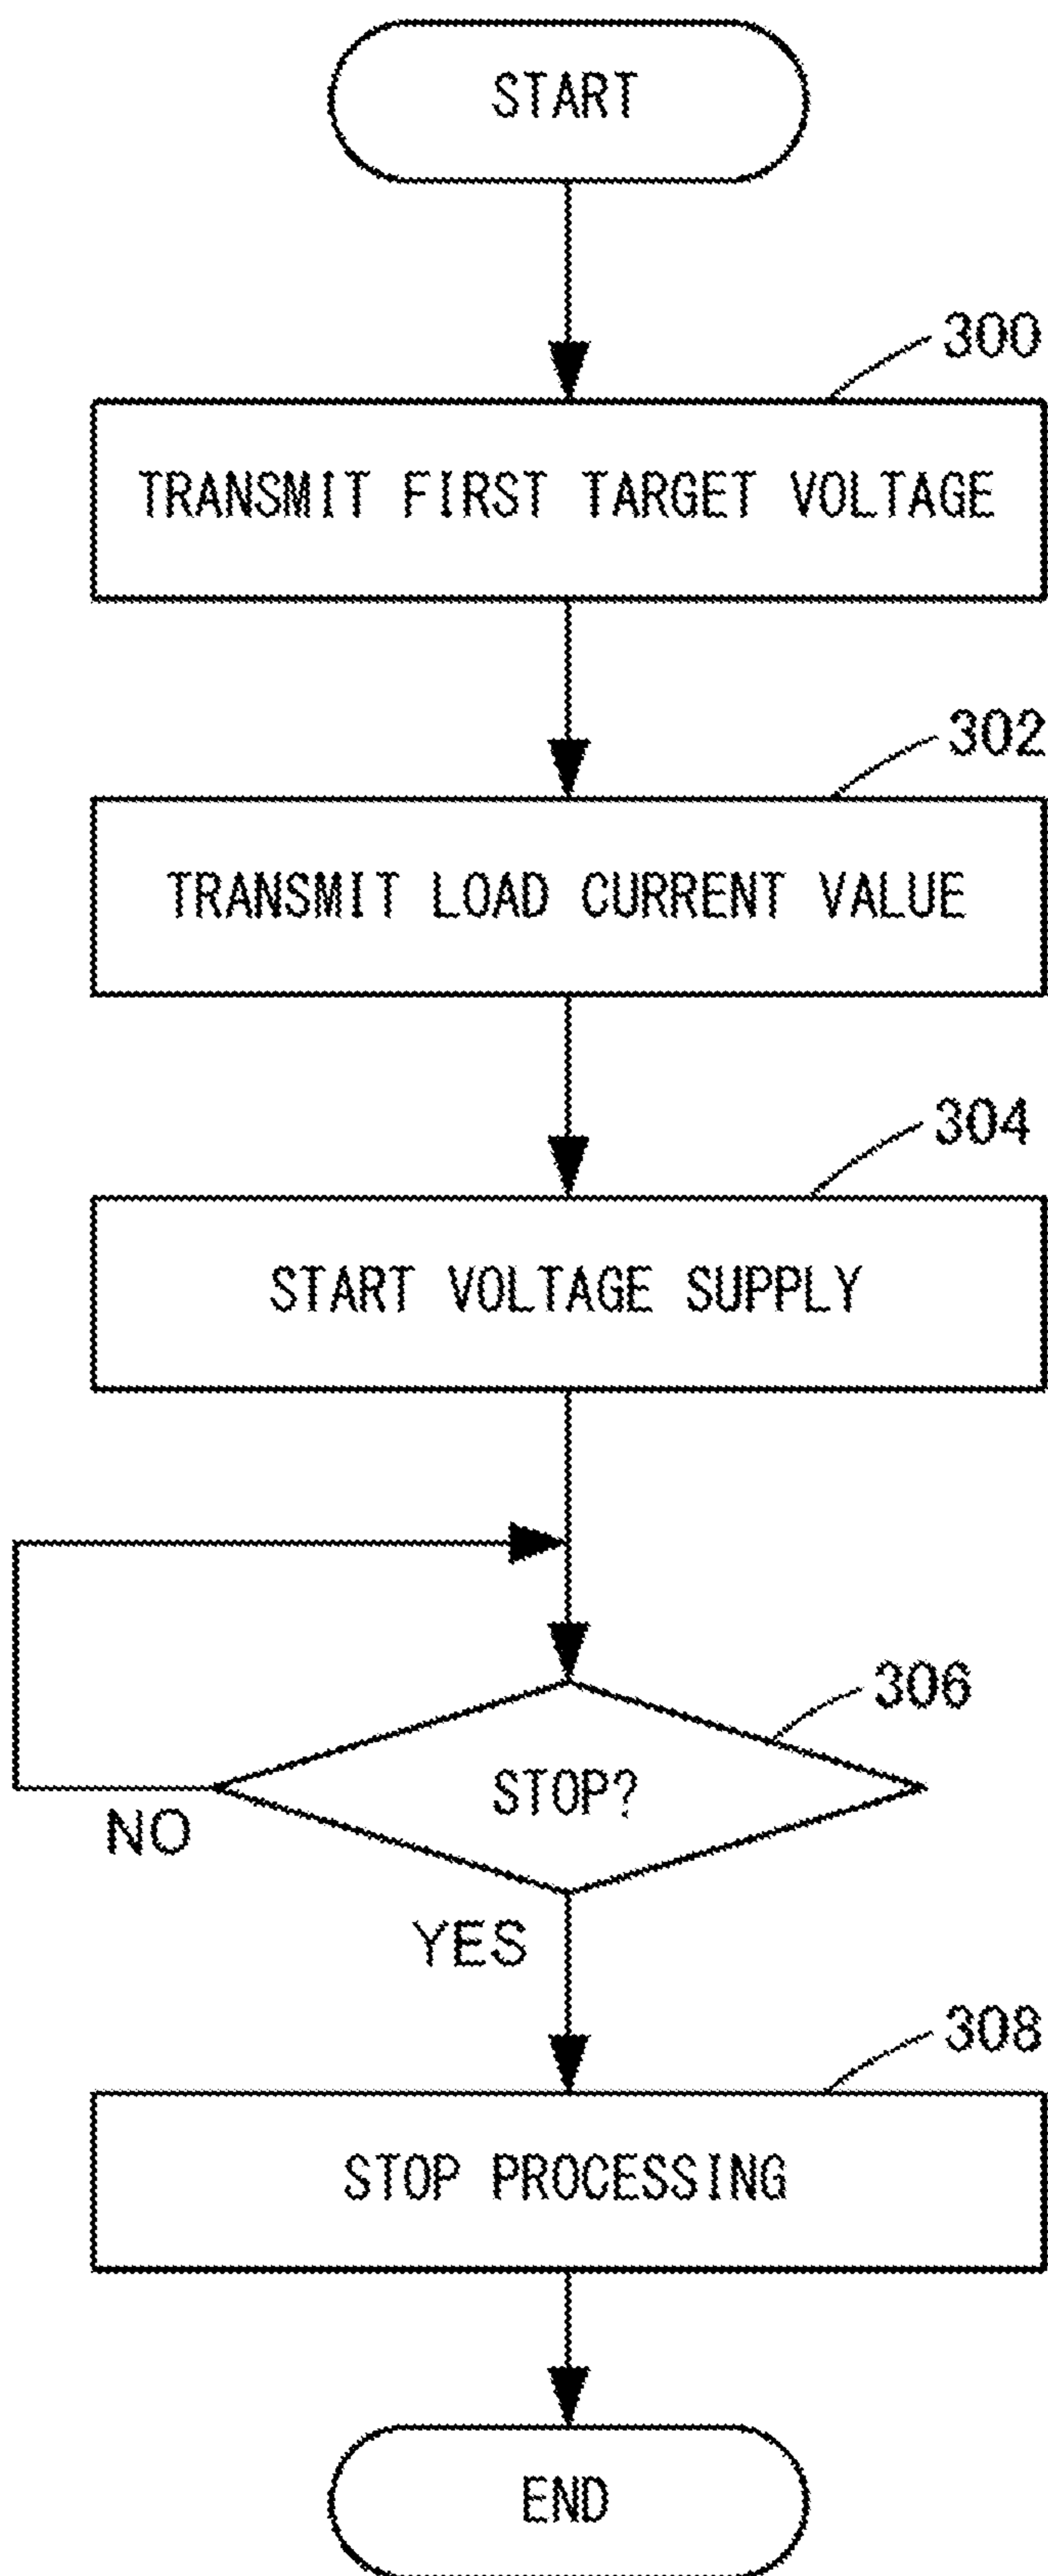 START
300
TRANSMIT FIRST TARGET VOLTAGE
302
TRANSMIT LOAD CURRENT VALUE
304
START VOLTAGE SUPPLY
306
STOP?
NO
YES
308
STOP PROCESSING
END